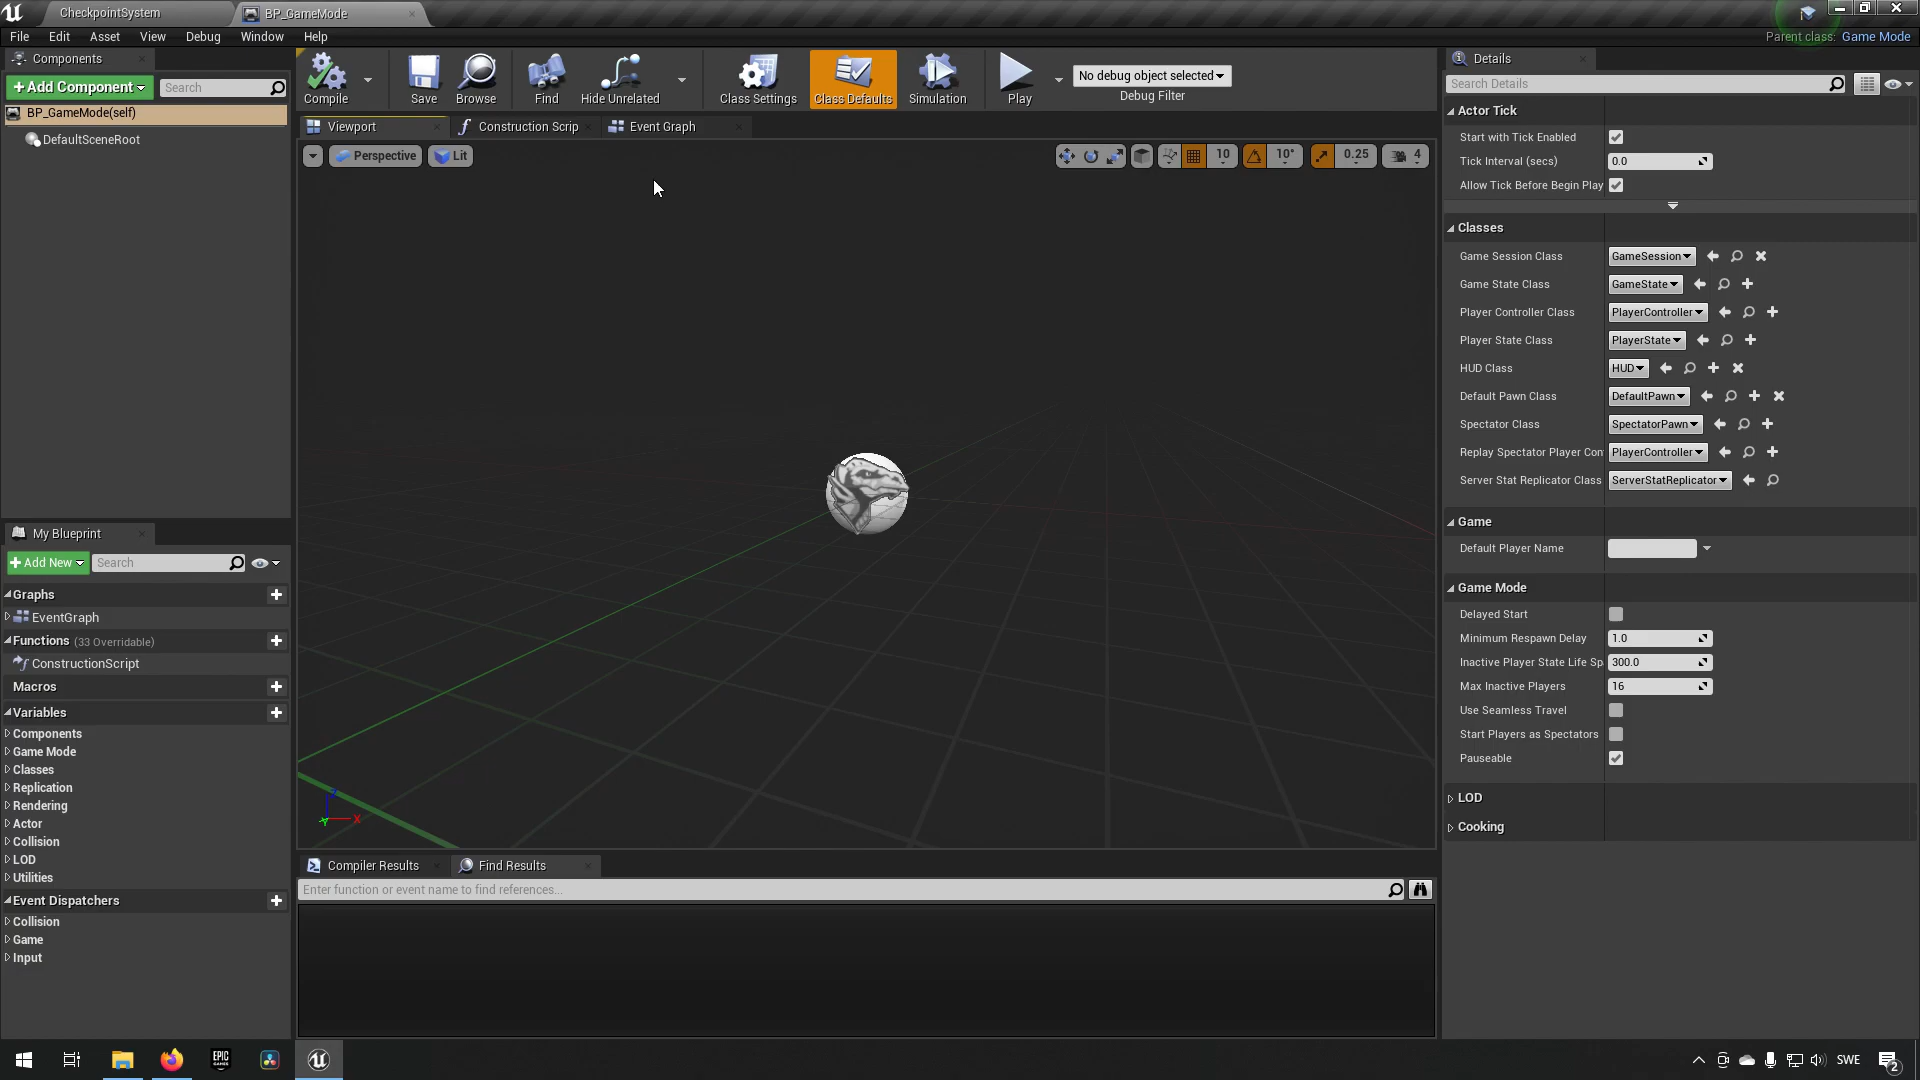 CheckpointSystem
BP_GameMode
File Edit Asset View Debug Window Help
Parent class: Game Mode
Components
+Add Component
Search
BP_GameMode(self)
DefaultSceneRoot
Compile
Save
Browse
Find
Hide Unrelated
Class Settings
Class Defaults
Simulation
Play
No debug object selected
Debug Filter
Viewport
Construction Scrip
Event Graph
Perspective
Lit
10
10°
0.25
4
Z
X
Y
My Blueprint
+Add New
Search
Graphs
EventGraph
Functions (33 Overridable)
ConstructionScript
Macros
Variables
Components
Game Mode
Classes
Replication
Rendering
Actor
Collision
LOD
Utilities
Event Dispatchers
Collision
Game
Input
Compiler Results
Find Results
Enter function or event name to find references...
Details
Search Details
Actor Tick
Start with Tick Enabled
Tick Interval (secs) 0.0
Allow Tick Before Begin Play
Classes
Game Session Class GameSession
Game State Class GameState
Player Controller Class PlayerController
Player State Class PlayerState
HUD Class HUD
Default Pawn Class DefaultPawn
Spectator Class SpectatorPawn
Replay Spectator Player Con PlayerController
Server Stat Replicator Class ServerStatReplicator
Game
Default Player Name
Game Mode
Delayed Start
Minimum Respawn Delay 1.0
Inactive Player State Life Sp 300.0
Max Inactive Players 16
Use Seamless Travel
Start Players as Spectators
Pauseable
LOD
Cooking
EPIC GAMES
SWE
2